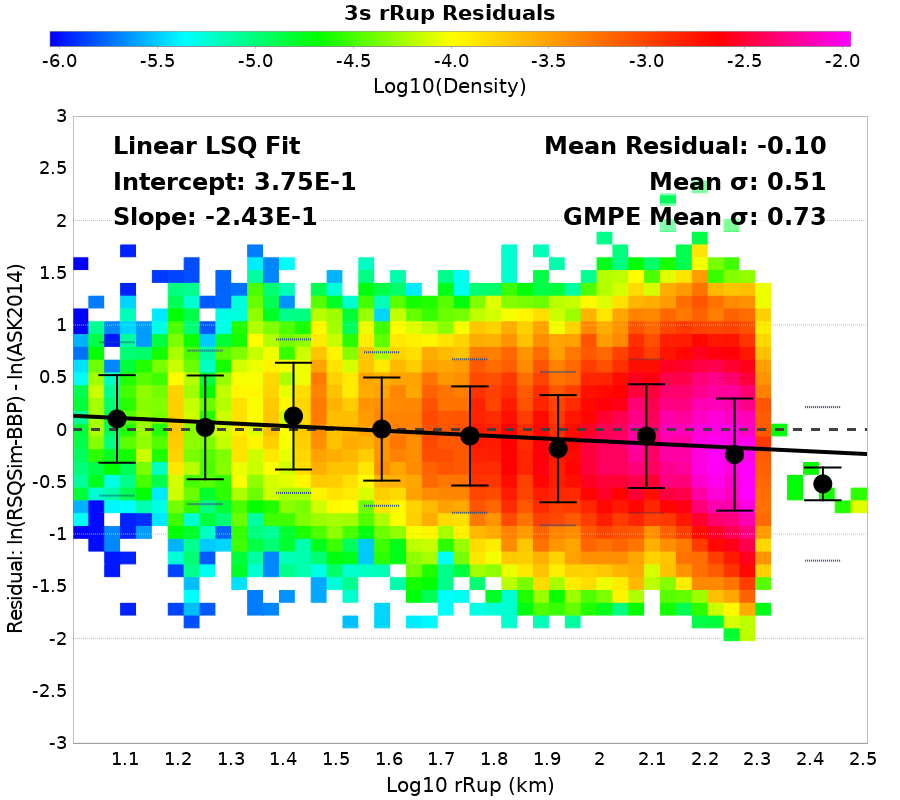 3s rRup Residuals
-6.0 -5.5 -5.0 -4.5 -4.0 -3.5 -3.0 -2.5 -2.0
Log10(Density)
Linear LSQ Fit
Intercept: 3.75E-1
Slope: -2.43E-1
Mean Residual: -0.10
Mean σ: 0.51
GMPE Mean σ: 0.73
Residual: ln(RSQSim-BBP) - ln(ASK2014)
3
2.5
2
1.5
1
0.5
0
-0.5
-1
-1.5
-2
-2.5
-3
1.1 1.2 1.3 1.4 1.5 1.6 1.7 1.8 1.9 2 2.1 2.2 2.3 2.4 2.5
Log10 rRup (km)